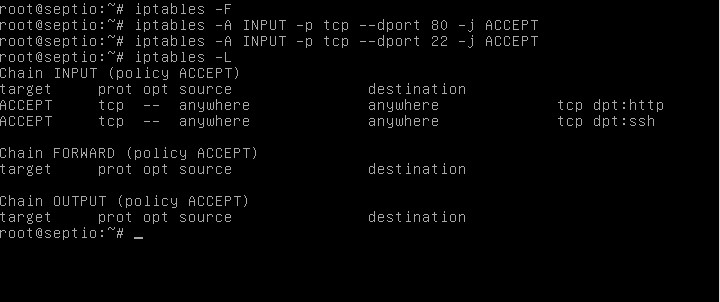 root@septio:~# iptables -F
root@septio:~# iptables -A INPUT -p tcp --dport 80 -j ACCEPT
root@septio:~# iptables -A INPUT -p tcp --dport 22 -j ACCEPT
root@septio:~# iptables -L
Chain INPUT (policy ACCEPT)
target     prot opt source               destination
ACCEPT     tcp  --  anywhere             anywhere             tcp dpt:http
ACCEPT     tcp  --  anywhere             anywhere             tcp dpt:ssh
Chain FORWARD (policy ACCEPT)
target     prot opt source               destination
Chain OUTPUT (policy ACCEPT)
target     prot opt source               destination
root@septio:~# _